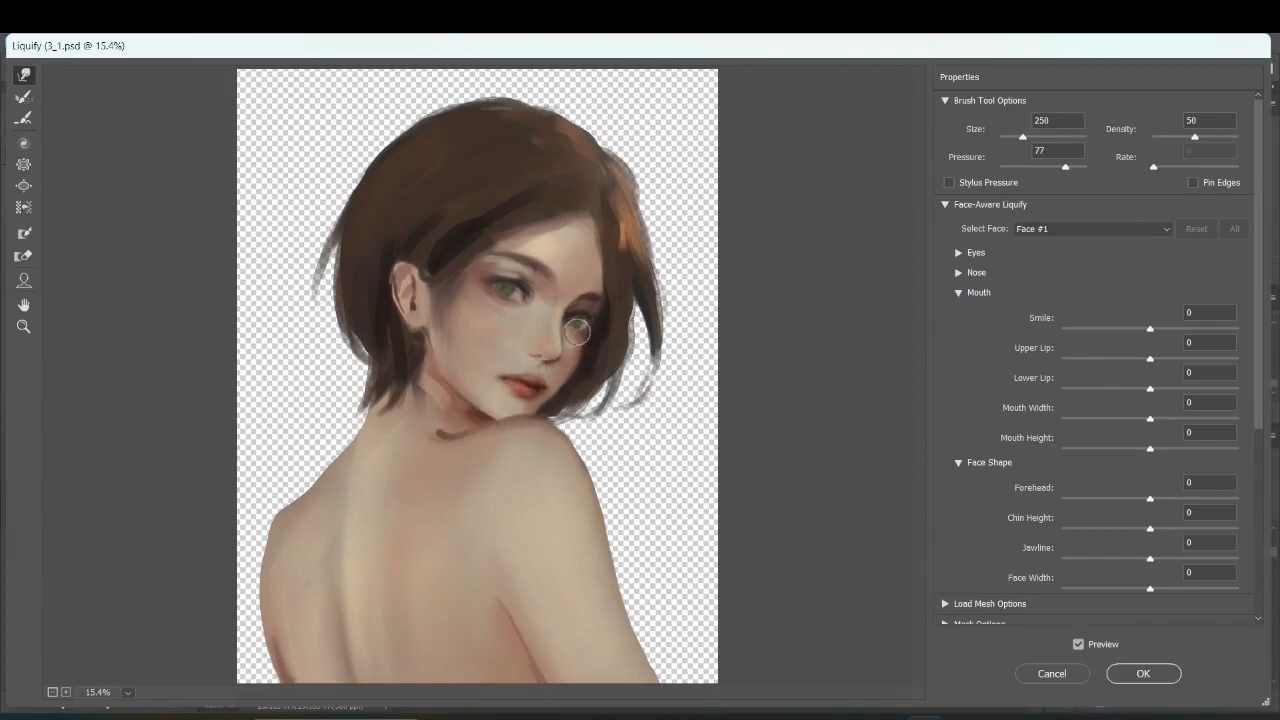 Liquify (3_1.psd @ 15.4%)
Properties
Brush Tool Options
Size: 250 Density: 50
Pressure: 77 Rate: 0
Stylus Pressure Pin Edges
Face-Aware Liquify
Select Face: Face #1 Reset All
Eyes
Nose
Mouth
Smile: 0
Upper Lip: 0
Lower Lip: 0
Mouth Width: 0
Mouth Height: 0
Face Shape
Forehead: 0
Chin Height: 0
Jawline: 0
Face Width: 0
Load Mesh Options
Mask Options
Preview
Cancel OK
15.4%